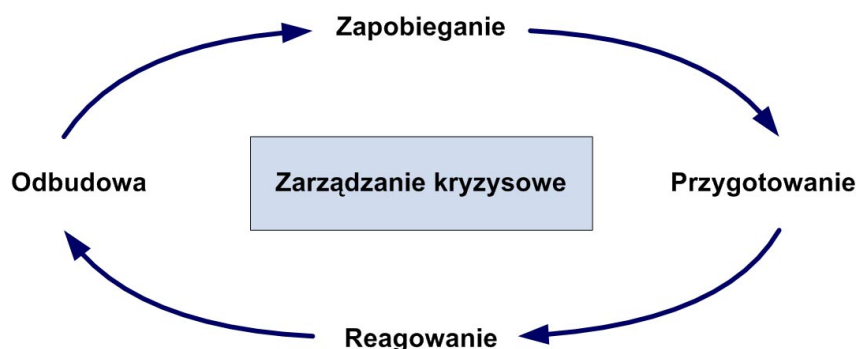 Zapobieganie
Odbudowa
Zarządzanie kryzysowe
Przygotowanie
Reagowanie